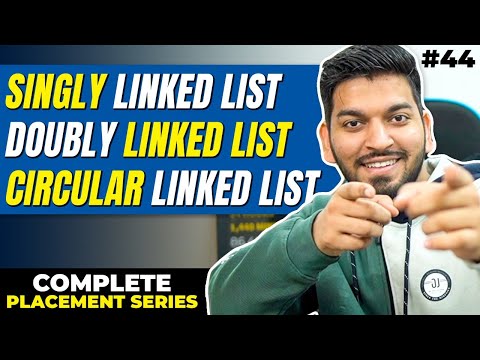 #44
SINGLY LINKED LIST
DOUBLY LINKED LIST
CIRCULAR LINKED LIST
COMPLETE
PLACEMENT SERIES